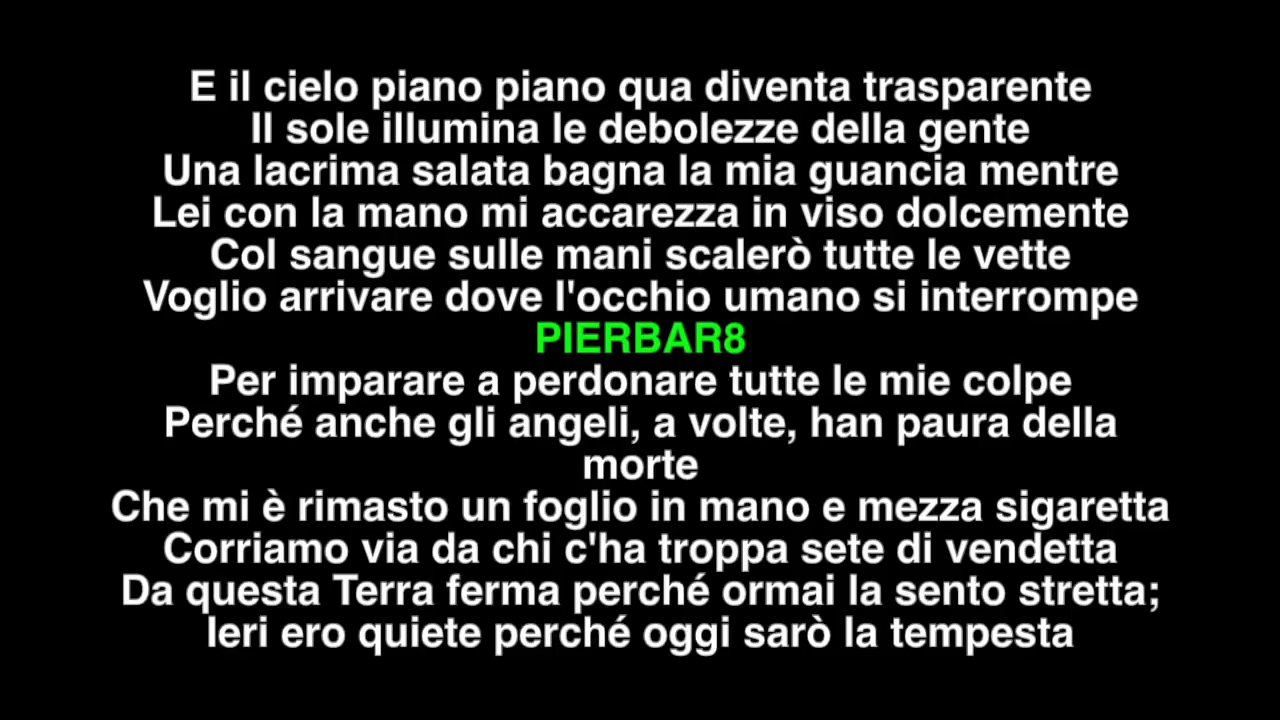 E il cielo piano piano qua diventa trasparente
Il sole illumina le debolezze della gente
Una lacrima salata bagna la mia guancia mentre
Lei con la mano mi accarezza in viso dolcemente
Col sangue sulle mani scalerò tutte le vette
Voglio arrivare dove l'occhio umano si interrompe
PIERBAR8
Per imparare a perdonare tutte le mie colpe
Perché anche gli angeli, a volte, han paura della
morte
Che mi è rimasto un foglio in mano e mezza sigaretta
Corriamo via da chi c'ha troppa sete di vendetta
Da questa Terra ferma perché ormai la sento stretta;
Ieri ero quiete perché oggi sarò la tempesta